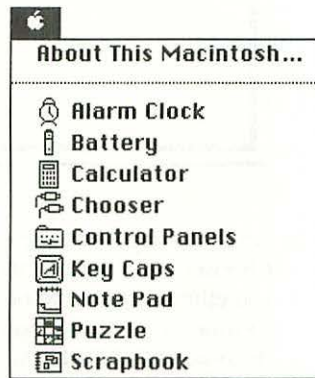 About This Macintosh...
Alarm Clock
Battery
Calculator
Chooser
Control Panels
Key Caps
Note Pad
Puzzle
Scrapbook